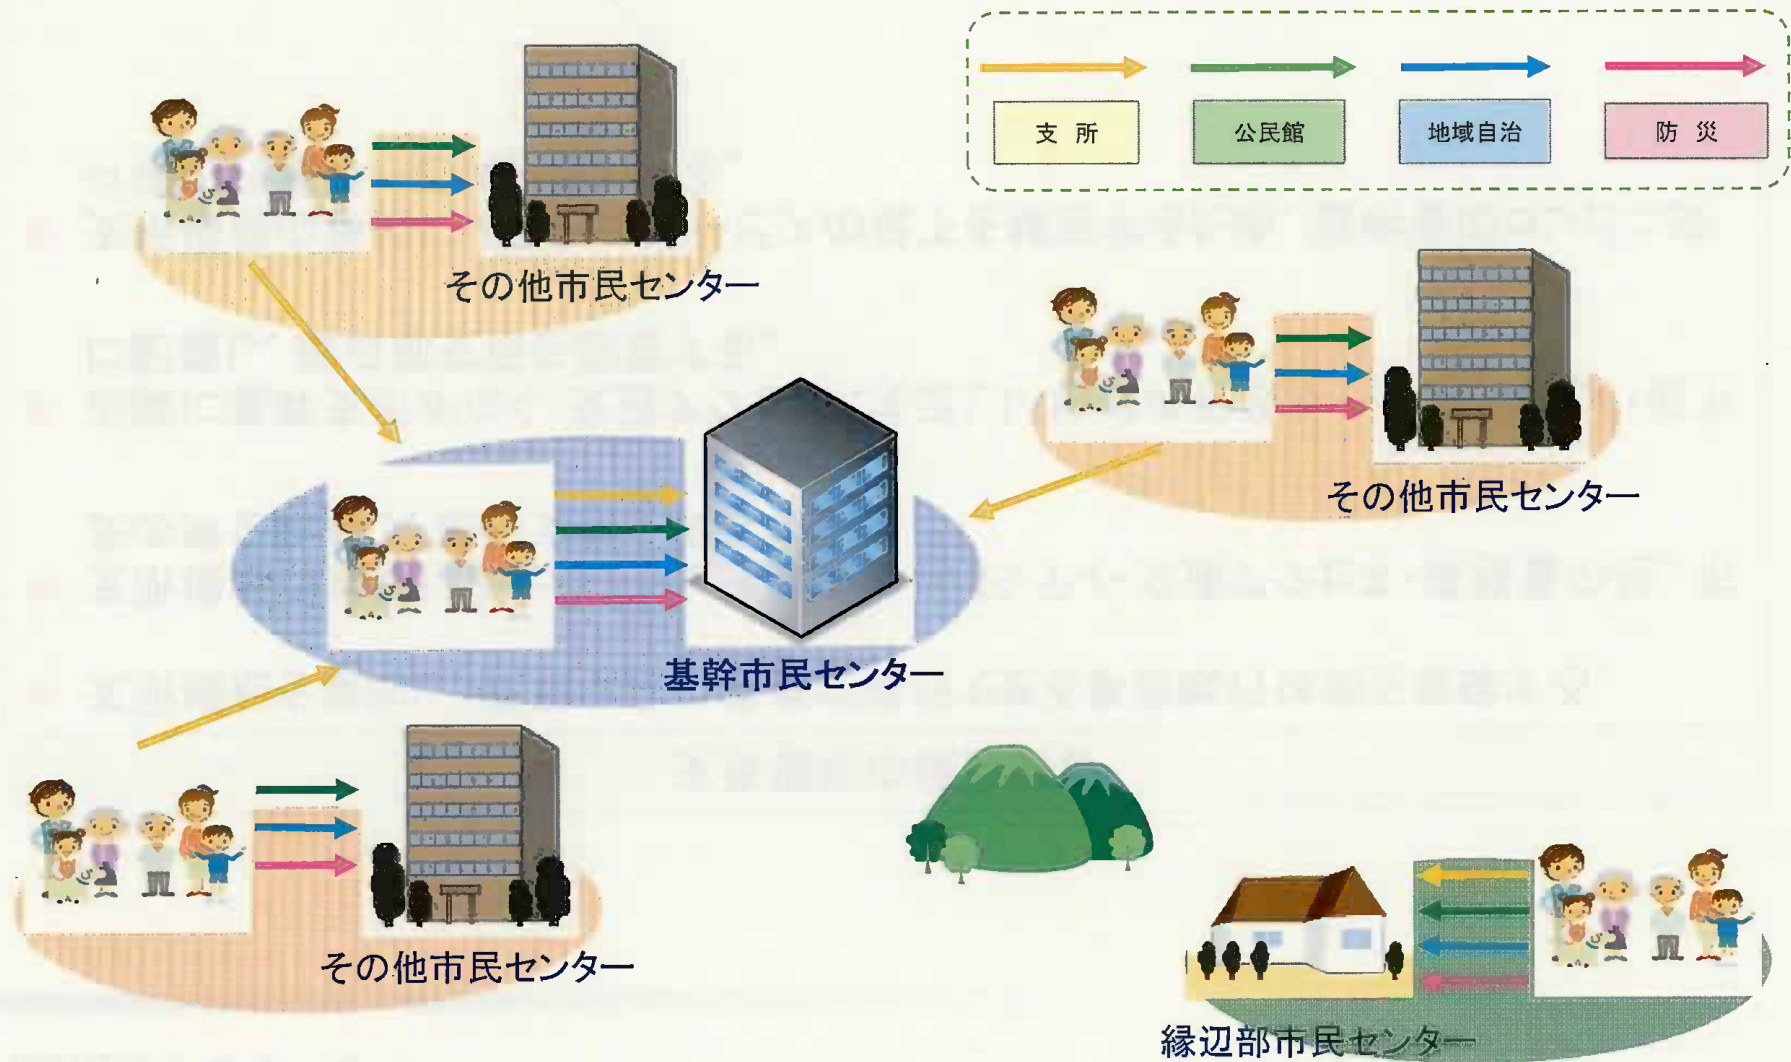 支 所
公民館
地域自治
防 災
その他市民センター
その他市民センター
基幹市民センター
その他市民センター
縁辺部市民センター